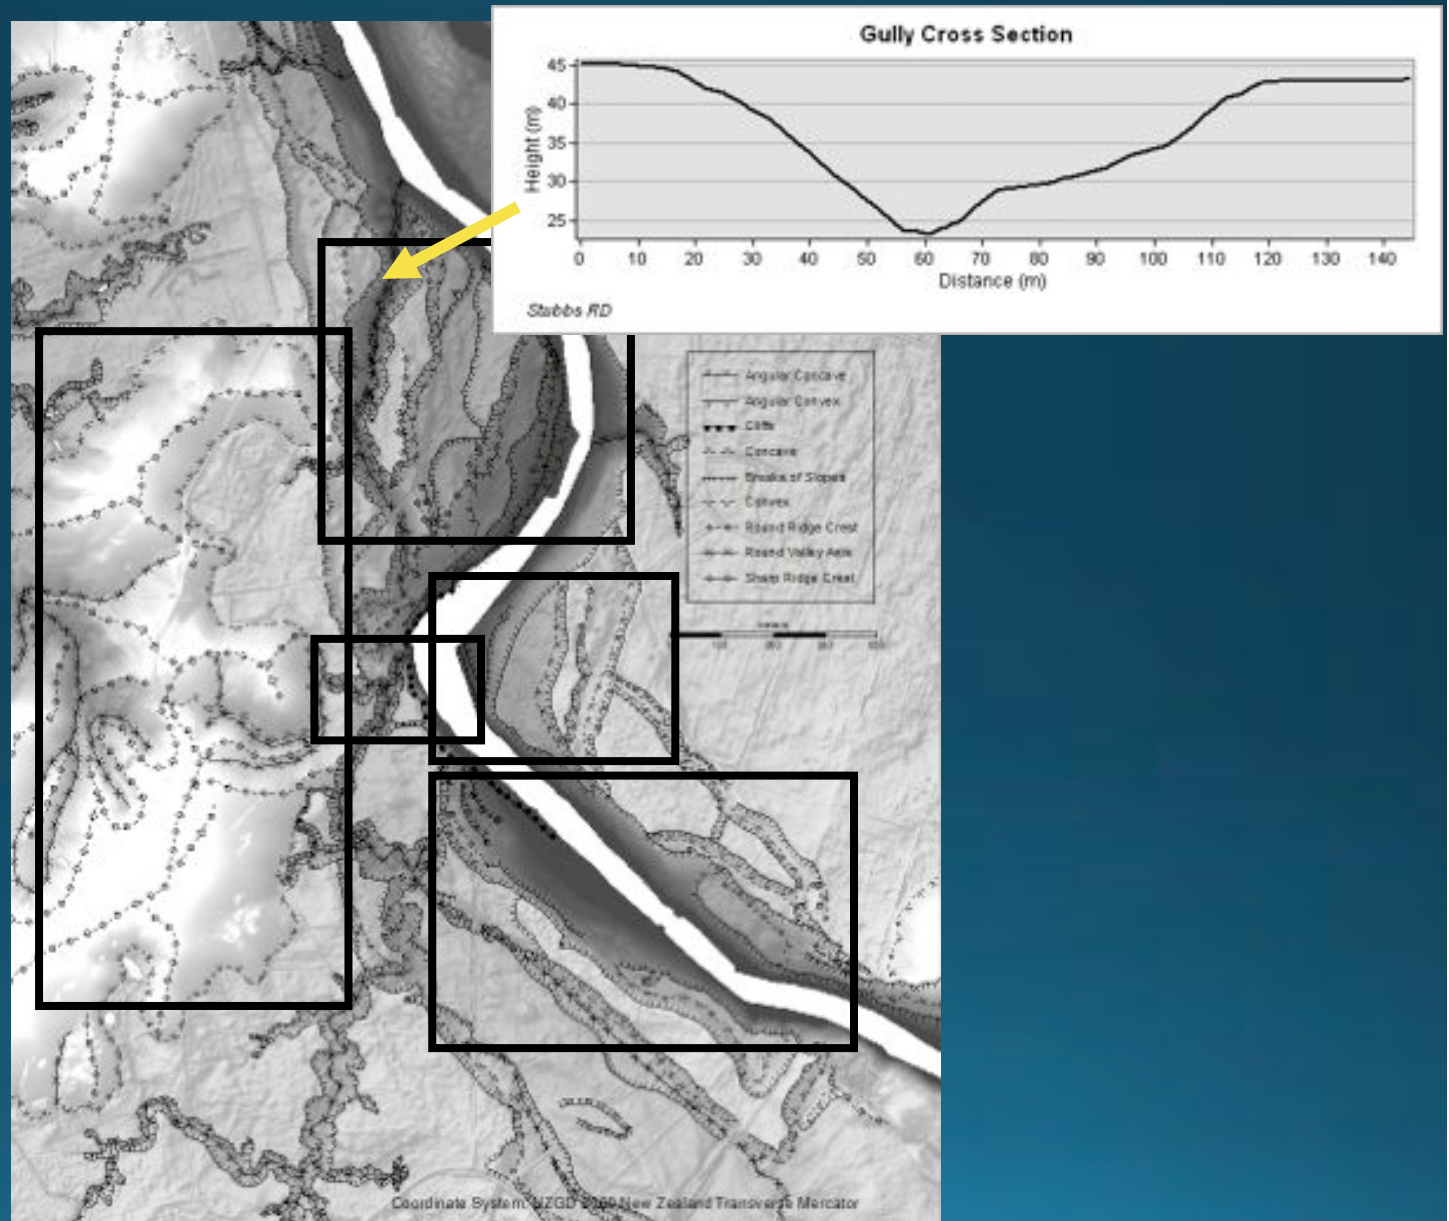 Gully Cross Section
45
40
35
30
25
Height (m)
0 10 20 30 40 50 60 70 80 90 100 110 120 130 140
Distance (m)
Stubbs RD
Angular Concave
Angular Convex
Cliffs
Concave
Breaks of Slopes
Convex
Round Ridge Crest
Round Valley Axis
Sharp Ridge Crest
Coordinate System: NZGD New Zealand Transverse Mercator